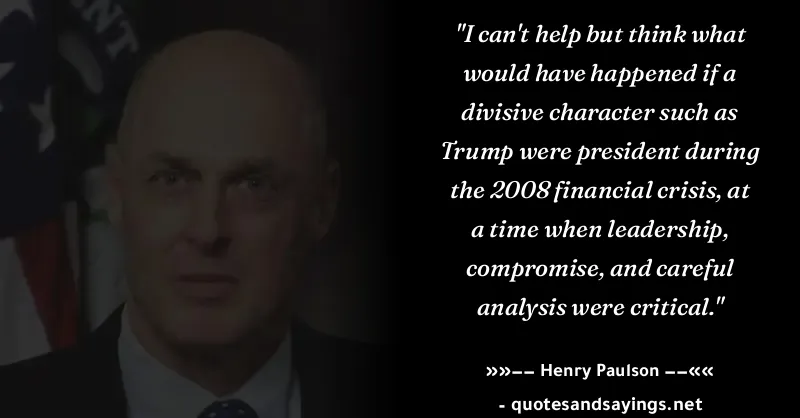 NT
"I can't help but think what
would have happened if a
divisive character such as
Trump were president during
the 2008 financial crisis, at
a time when leadership,
compromise, and careful
analysis were critical."
»»−− Henry Paulson −−««
- quotesandsayings.net